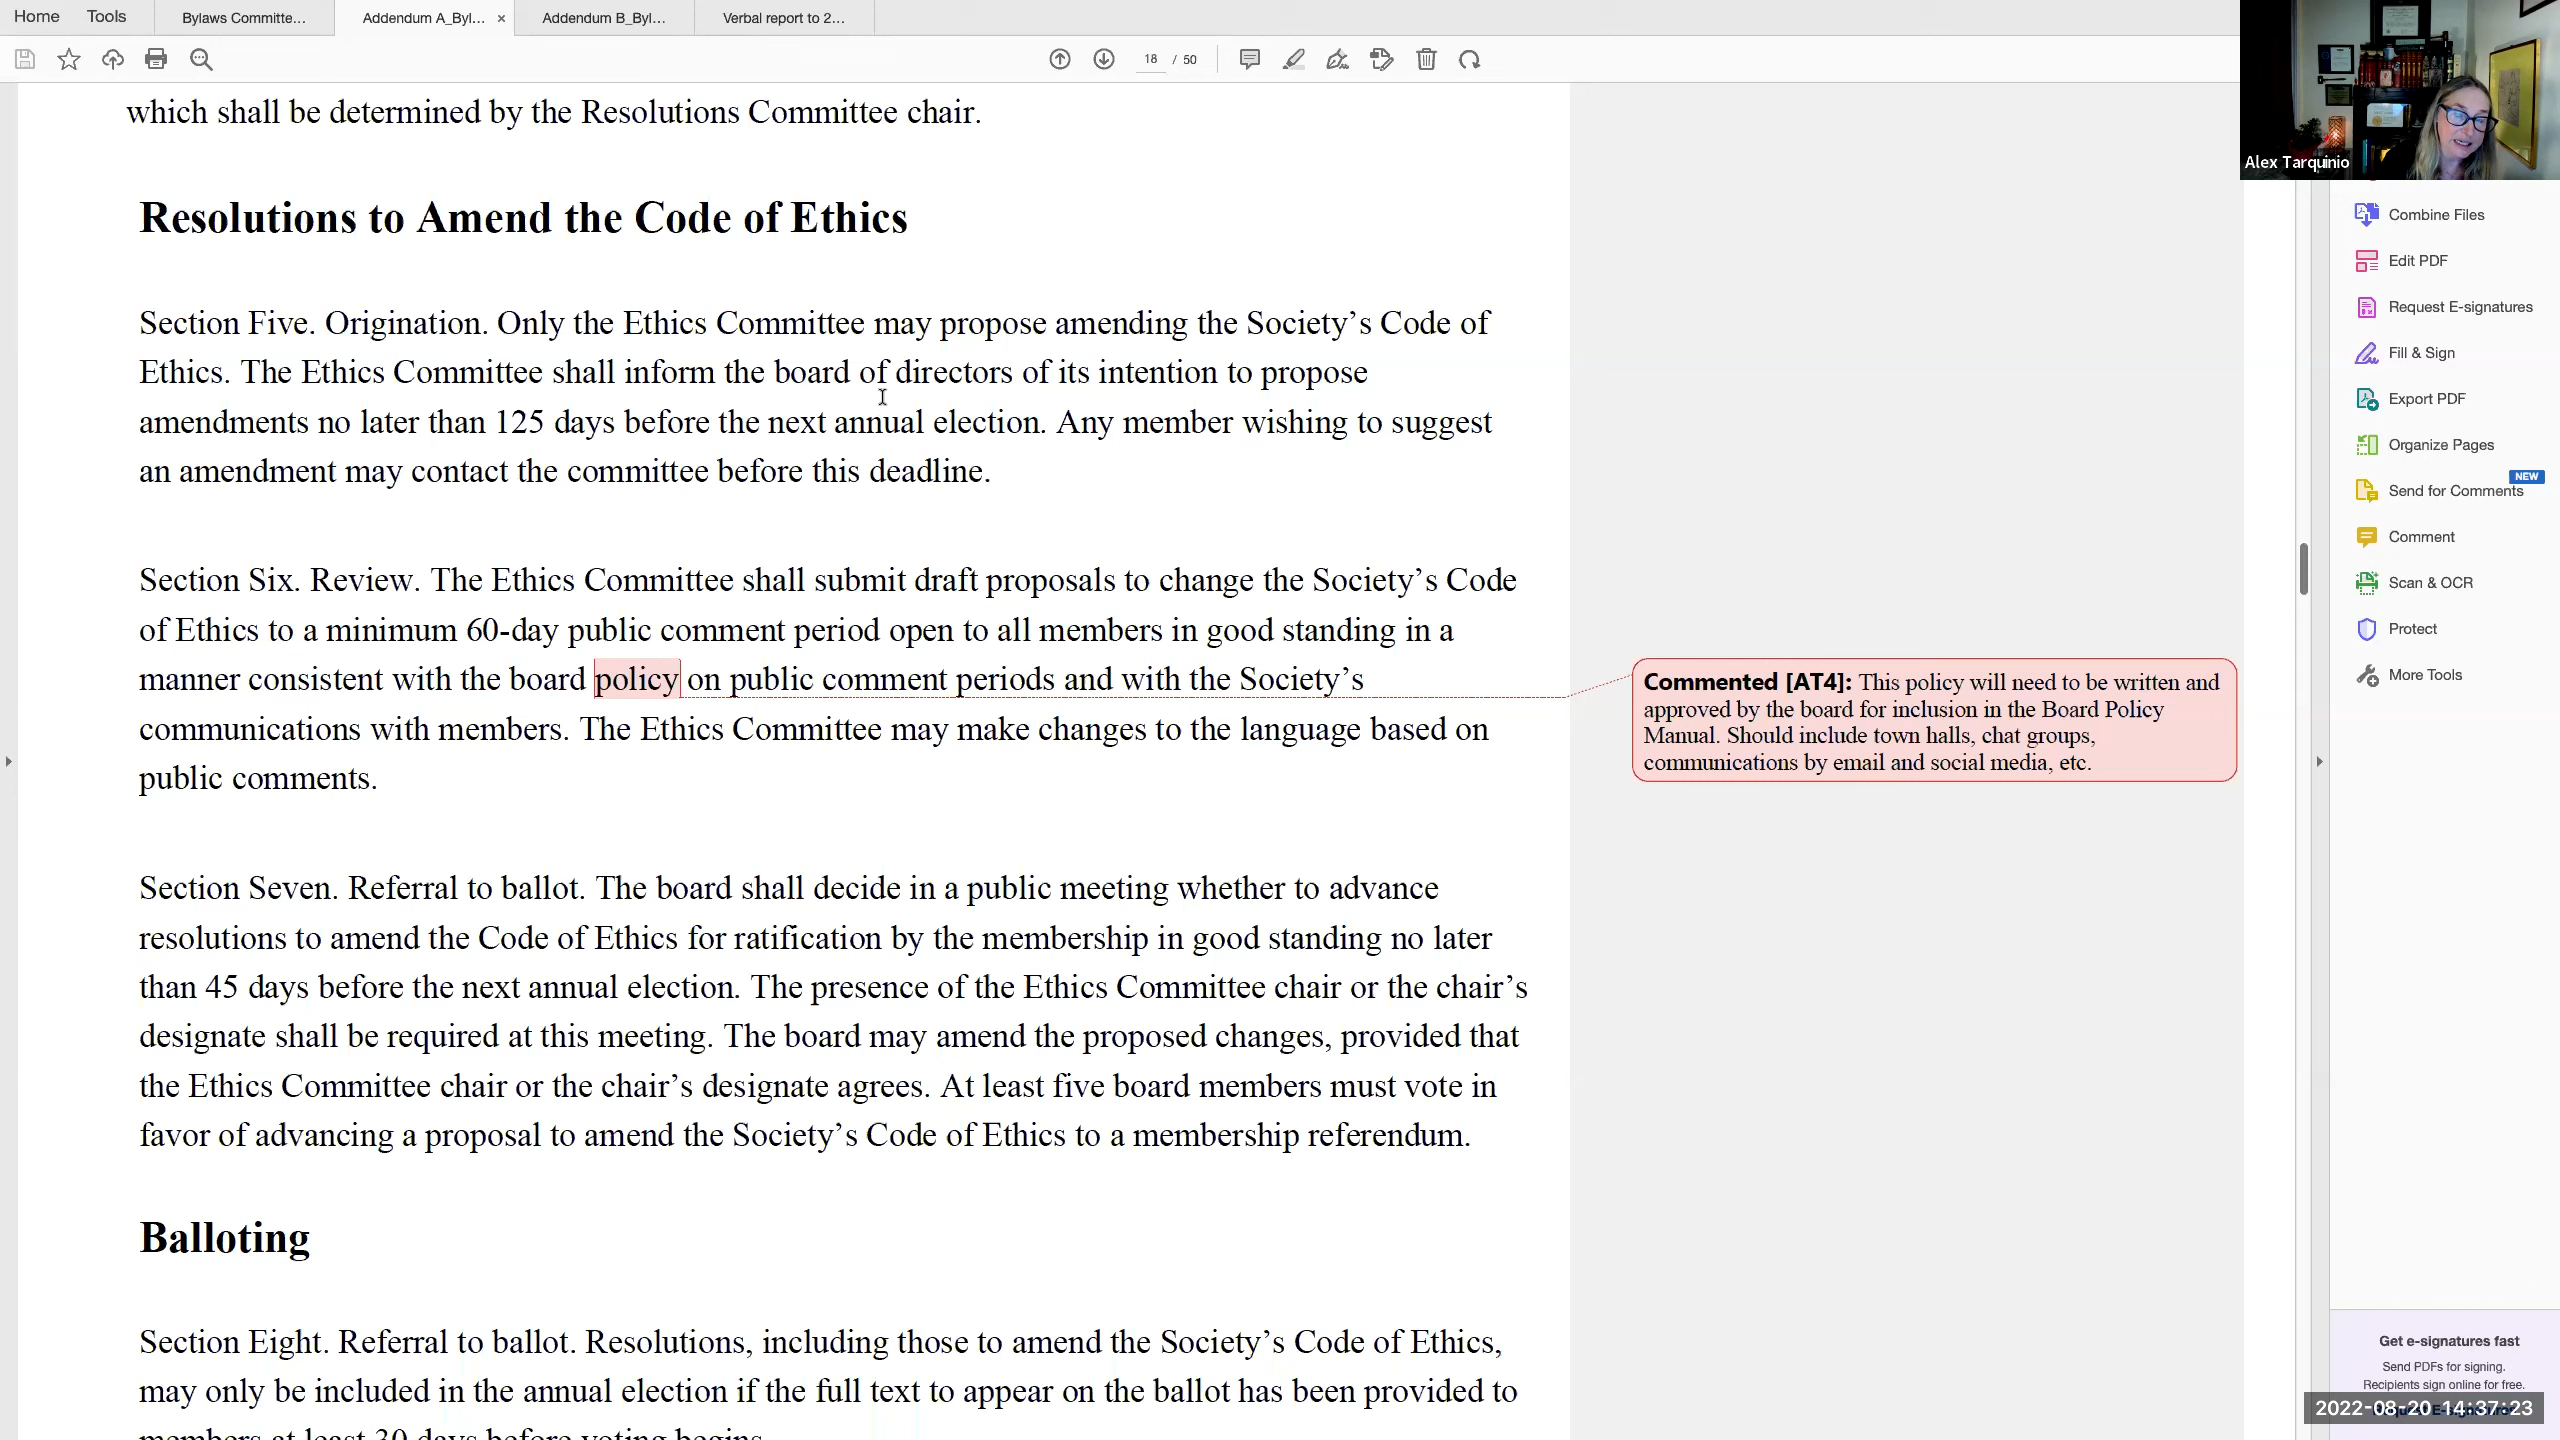 Home Tools Bylaws Committe... Addendum A_Byl... × Addendum B_Byl... Verbal report to 2...
18 / 50
Alex Tarquinio
which shall be determined by the Resolutions Committee chair.
Resolutions to Amend the Code of Ethics
Section Five. Origination. Only the Ethics Committee may propose amending the Society’s Code of
Ethics. The Ethics Committee shall inform the board of directors of its intention to propose
amendments no later than 125 days before the next annual election. Any member wishing to suggest
an amendment may contact the committee before this deadline.
Section Six. Review. The Ethics Committee shall submit draft proposals to change the Society’s Code
of Ethics to a minimum 60-day public comment period open to all members in good standing in a
manner consistent with the board policy on public comment periods and with the Society’s
communications with members. The Ethics Committee may make changes to the language based on
public comments.
Section Seven. Referral to ballot. The board shall decide in a public meeting whether to advance
resolutions to amend the Code of Ethics for ratification by the membership in good standing no later
than 45 days before the next annual election. The presence of the Ethics Committee chair or the chair’s
designate shall be required at this meeting. The board may amend the proposed changes, provided that
the Ethics Committee chair or the chair’s designate agrees. At least five board members must vote in
favor of advancing a proposal to amend the Society’s Code of Ethics to a membership referendum.
Balloting
Section Eight. Referral to ballot. Resolutions, including those to amend the Society’s Code of Ethics,
may only be included in the annual election if the full text to appear on the ballot has been provided to
members at least 30 days before voting begins.
Commented [AT4]: This policy will need to be written and
approved by the board for inclusion in the Board Policy
Manual. Should include town halls, chat groups,
communications by email and social media, etc.
Combine Files
Edit PDF
Request E-signatures
Fill & Sign
Export PDF
Organize Pages
NEW
Send for Comments
Comment
Scan & OCR
Protect
More Tools
Get e-signatures fast
Send PDFs for signing.
Recipients sign online for free.
2022-08-20 14:37:23